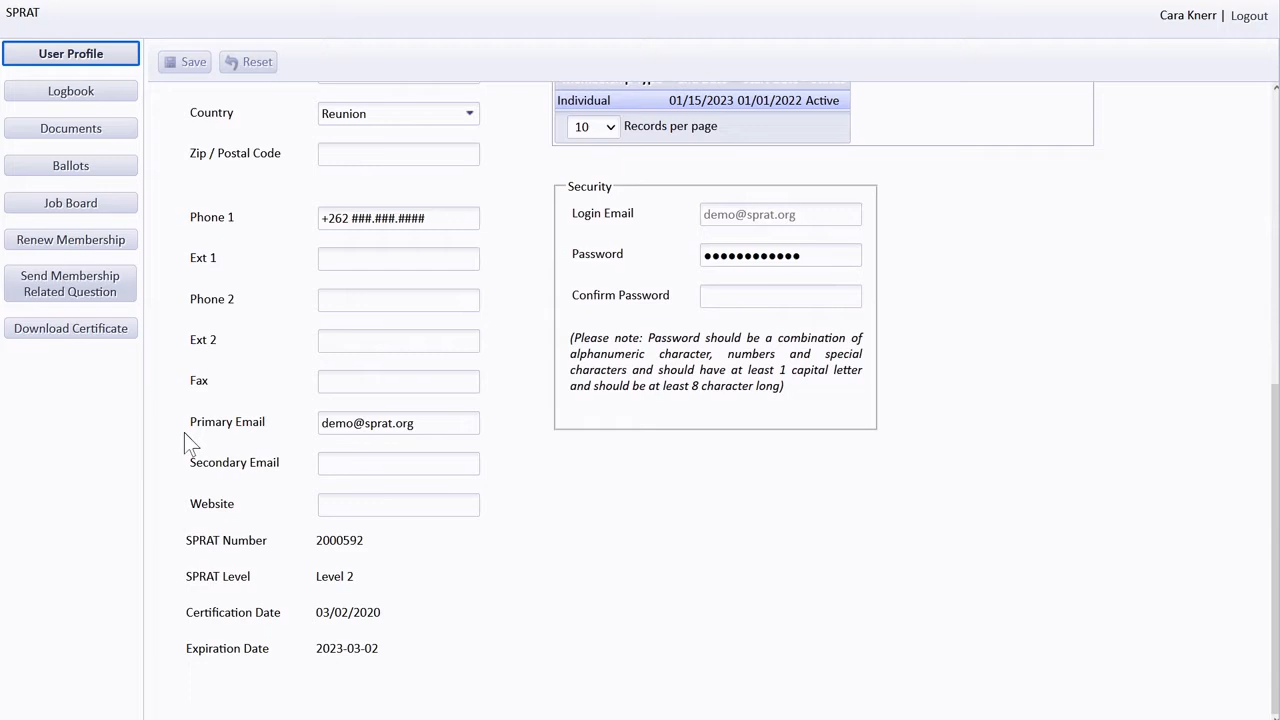 SPRAT
Cara Knerr | Logout
User Profile
Logbook
Documents
Ballots
Job Board
Renew Membership
Send Membership
Related Question
Download Certificate
Save Reset
Country Reunion
Zip / Postal Code
Phone 1 +262 ###.###.####
Ext 1
Phone 2
Ext 2
Fax
Primary Email demo@sprat.org
Secondary Email
Website
SPRAT Number 2000592
SPRAT Level Level 2
Certification Date 03/02/2020
Expiration Date 2023-03-02
Individual 01/15/2023 01/01/2022 Active
10 Records per page
Security
Login Email demo@sprat.org
Password ●●●●●●●●●●●●
Confirm Password
(Please note: Password should be a combination of
alphanumeric character, numbers and special
characters and should have at least 1 capital letter
and should be at least 8 character long)